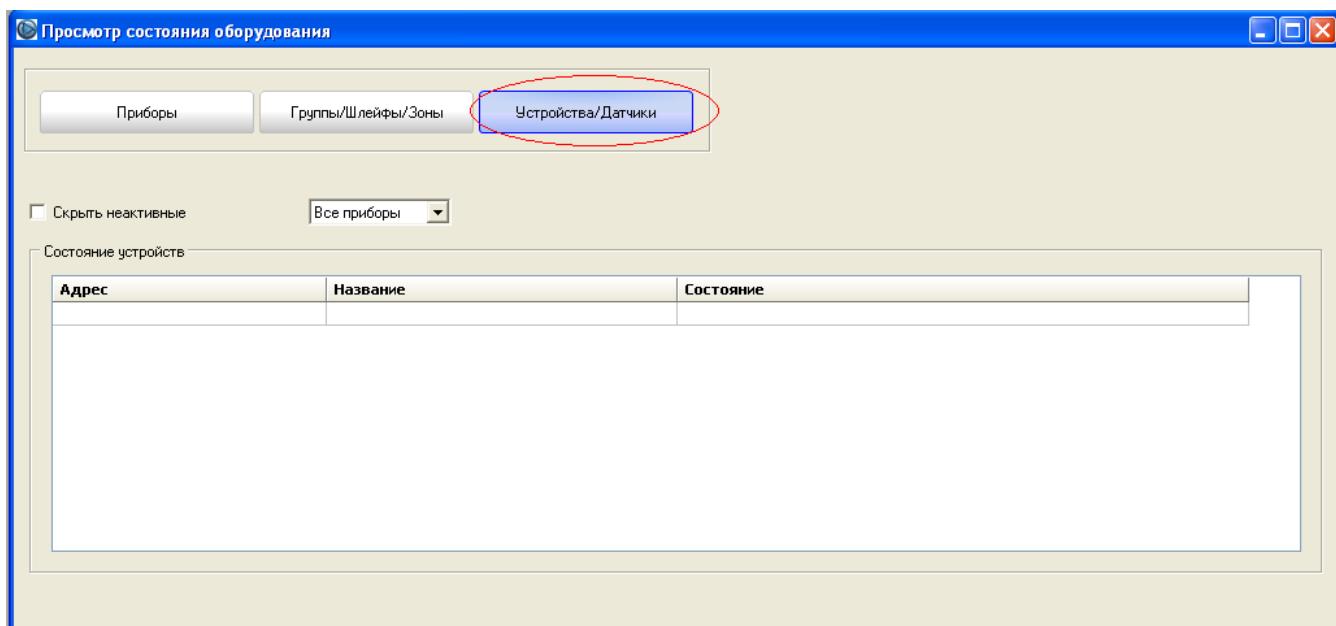 Просмотр состояния оборудования
Приборы Группы/Шлейфы/Зоны Устройства/Датчики
Скрыть неактивные Все приборы
Состояние устройств
Адрес Название Состояние